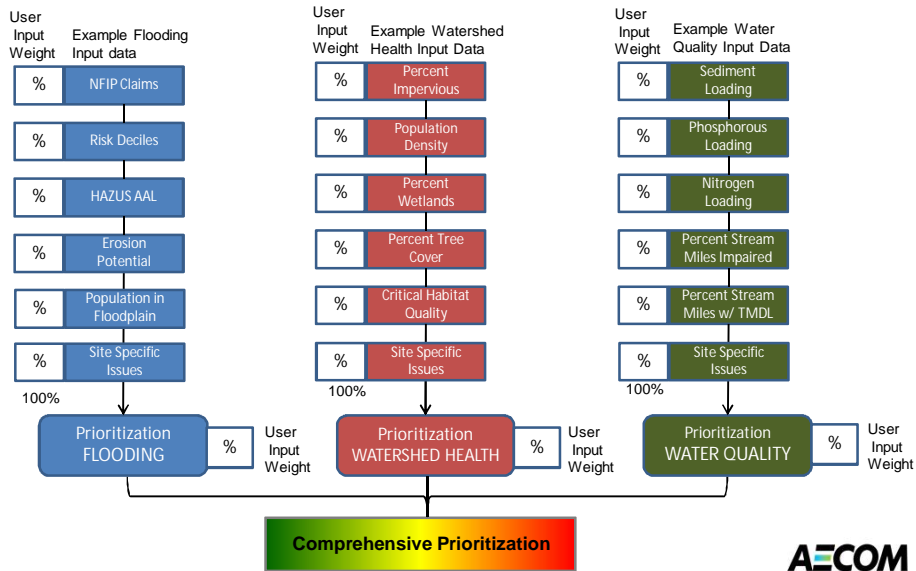 User
Input
Weight
Example Flooding
Input data
%
NFIP Claims
%
Risk Deciles
%
HAZUS AAL
%
Erosion
Potential
%
Population in
Floodplain
%
Site Specific
Issues
100%
Prioritization
FLOODING
%
User
Input
Weight
User
Input
Weight
Example Watershed
Health Input Data
%
Percent
Impervious
%
Population
Density
%
Percent
Wetlands
%
Percent Tree
Cover
%
Critical Habitat
Quality
%
Site Specific
Issues
100%
Prioritization
WATERSHED HEALTH
%
User
Input
Weight
User
Input
Weight
Example Water
Quality Input Data
%
Sediment
Loading
%
Phosphorous
Loading
%
Nitrogen
Loading
%
Percent Stream
Miles Impaired
%
Percent Stream
Miles w/ TMDL
%
Site Specific
Issues
100%
Prioritization
WATER QUALITY
%
User
Input
Weight
Comprehensive Prioritization
AECOM